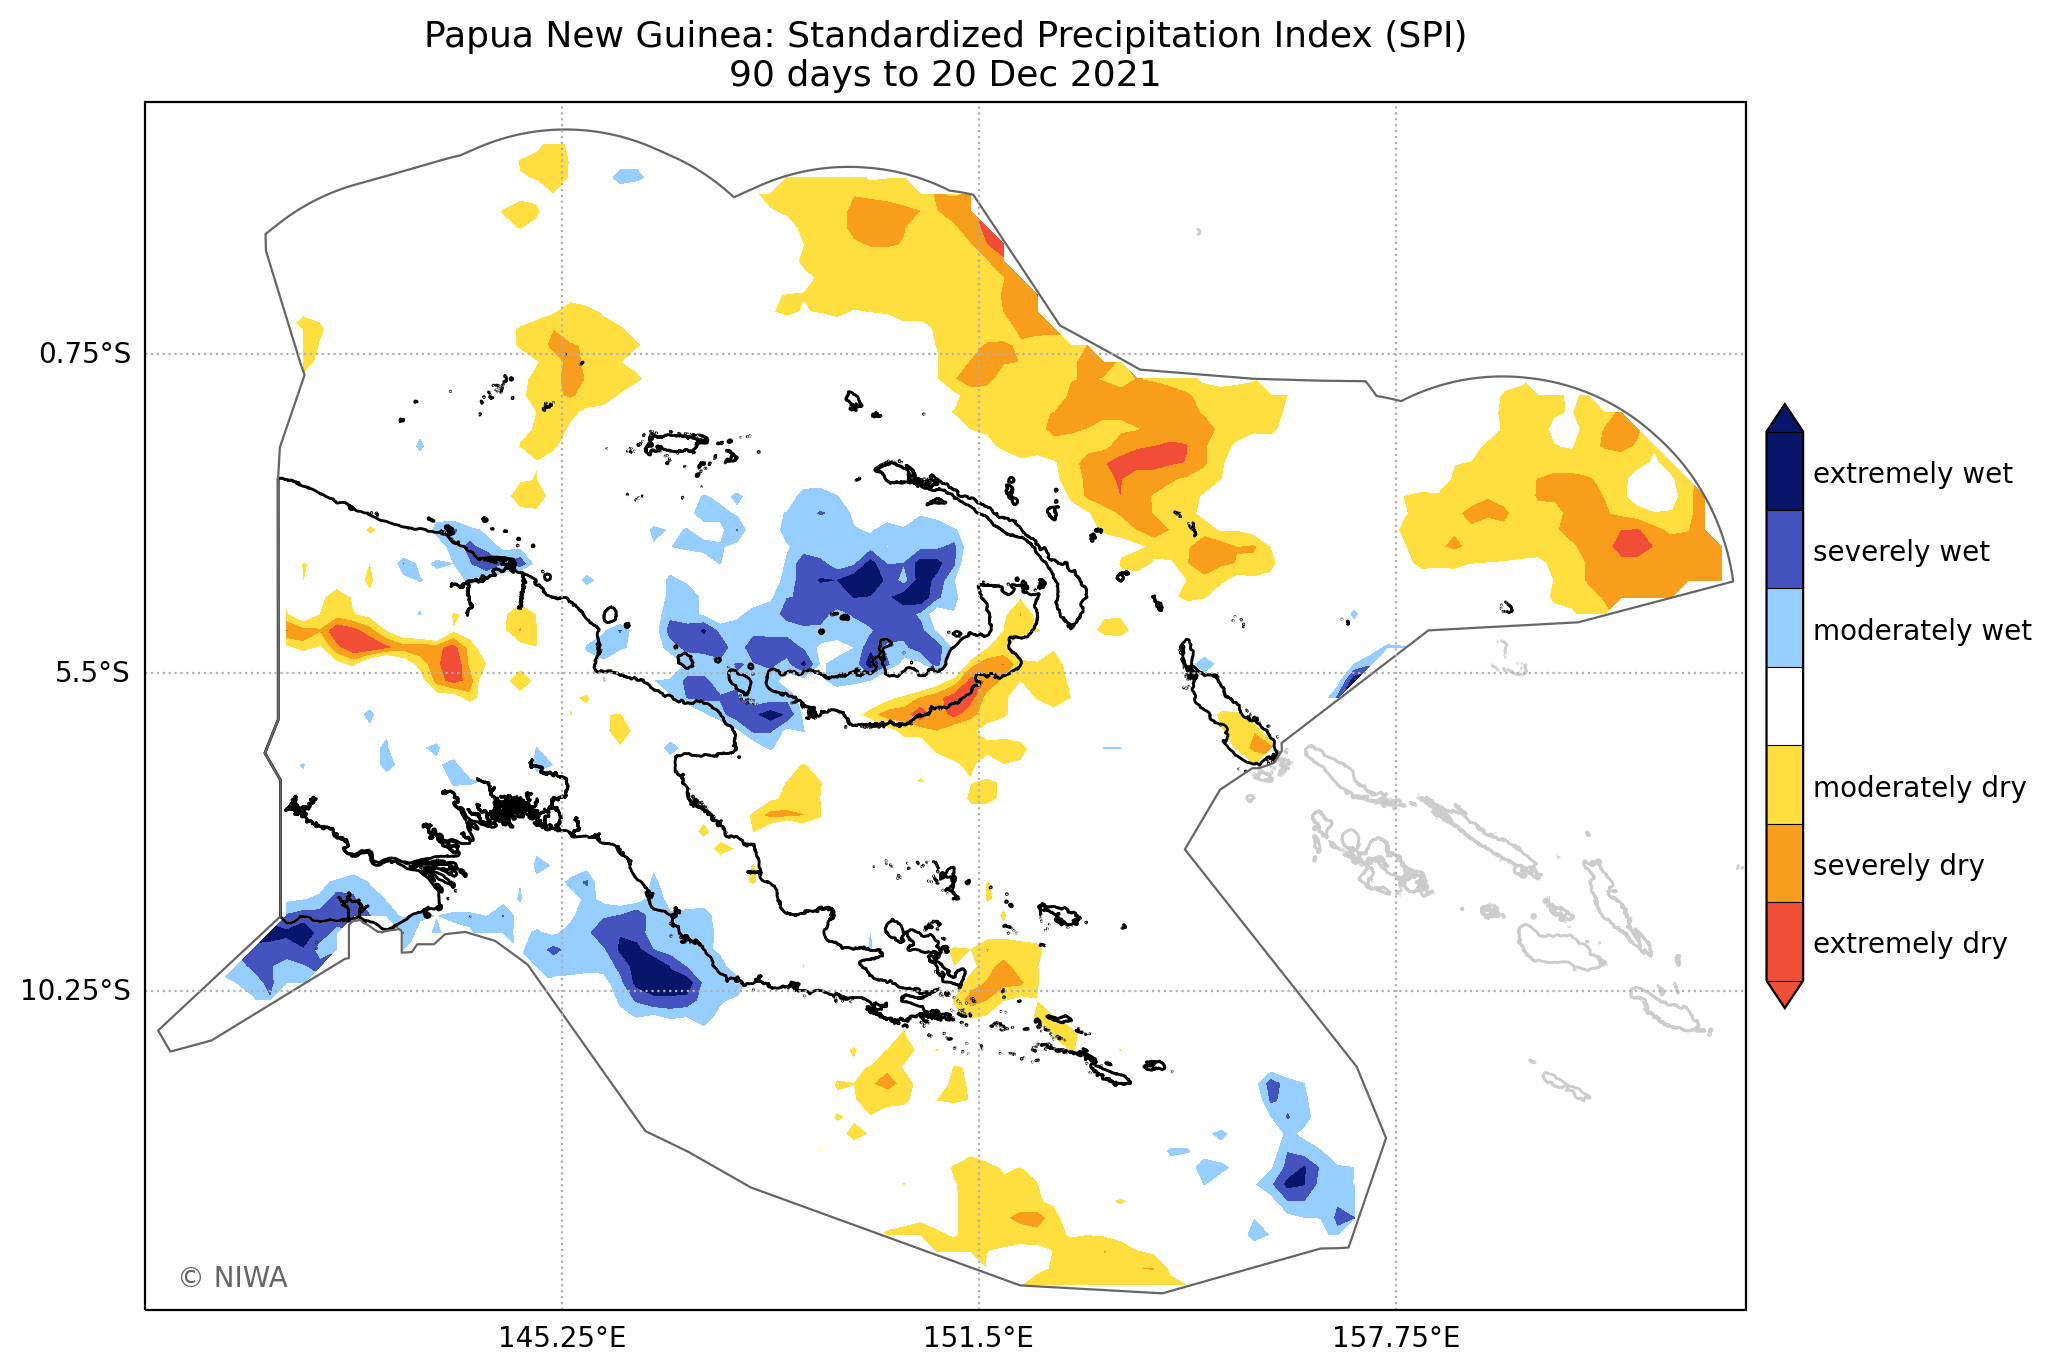 Papua New Guinea: Standardized Precipitation Index (SPI)
90 days to 20 Dec 2021
0.75°S
5.5°S
10.25°S
145.25°E
151.5°E
157.75°E
extremely wet
severely wet
moderately wet
moderately dry
severely dry
extremely dry
© NIWA